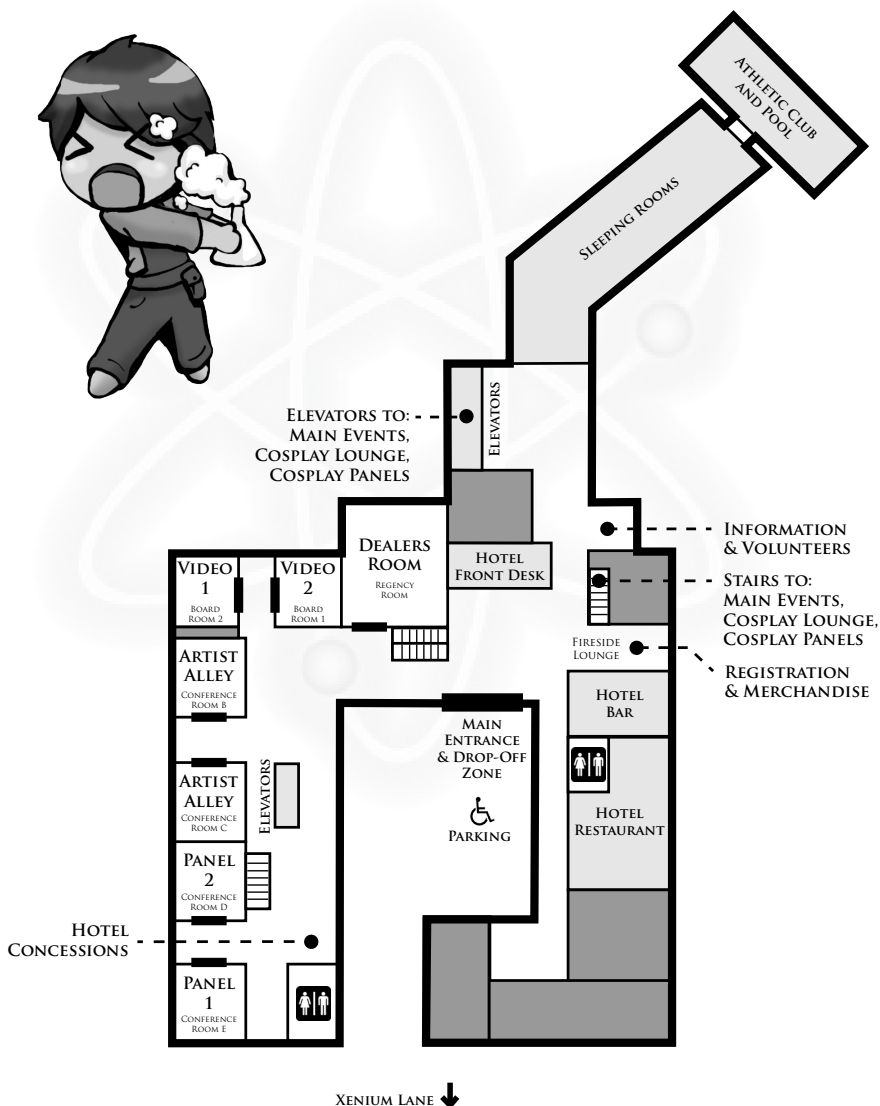 ATHLETIC CLUB
AND POOL
SLEEPING ROOMS
ELEVATORS TO:
MAIN EVENTS,
COSPLAY LOUNGE,
COSPLAY PANELS
ELEVATORS
INFORMATION
& VOLUNTEERS
DEALERS
ROOM
REGENCY
ROOM
HOTEL
FRONT DESK
VIDEO
1
BOARD
ROOM 2
VIDEO
2
BOARD
ROOM 1
STAIRS TO:
MAIN EVENTS,
COSPLAY LOUNGE,
COSPLAY PANELS
FIRESIDE
LOUNGE
REGISTRATION
& MERCHANDISE
ARTIST
ALLEY
CONFERENCE
ROOM B
HOTEL
BAR
MAIN
ENTRANCE
& DROP-OFF
ZONE
PARKING
ARTIST
ALLEY
CONFERENCE
ROOM C
ELEVATORS
HOTEL
RESTAURANT
PANEL
2
CONFERENCE
ROOM D
HOTEL
CONCESSIONS
PANEL
1
CONFERENCE
ROOM E
XENIUM LANE